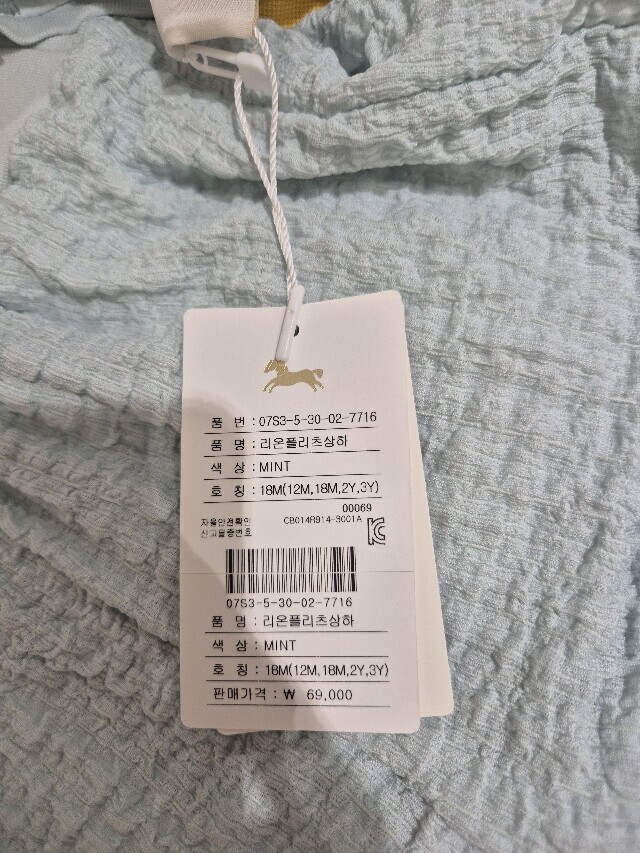 품 번 : 07S3-5-30-02-7716
품 명 : 리온플리츠상하
색 상 : MINT
호 칭 : 18M(12M,18M,2Y,3Y)
00069
자율안전확인 CB014R914-3001A
신고필증번호
07S3-5-30-02-7716
품 명 : 리온플리츠상하
색 상 : MINT
호 칭 : 18M(12M,18M,2Y,3Y)
판매가격 : ₩ 69,000